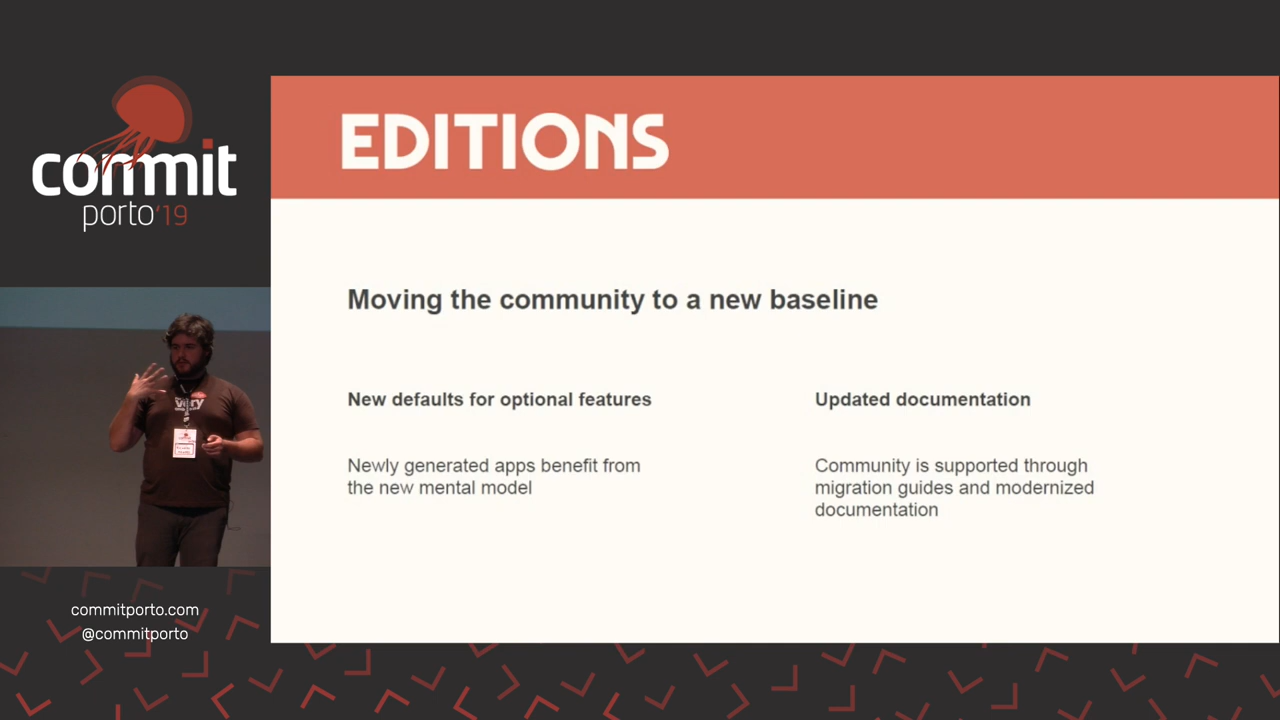 commit
porto'19
EDITIONS
Moving the community to a new baseline
New defaults for optional features
Newly generated apps benefit from
the new mental model
Updated documentation
Community is supported through
migration guides and modernized
documentation
commitporto.com
@commitporto